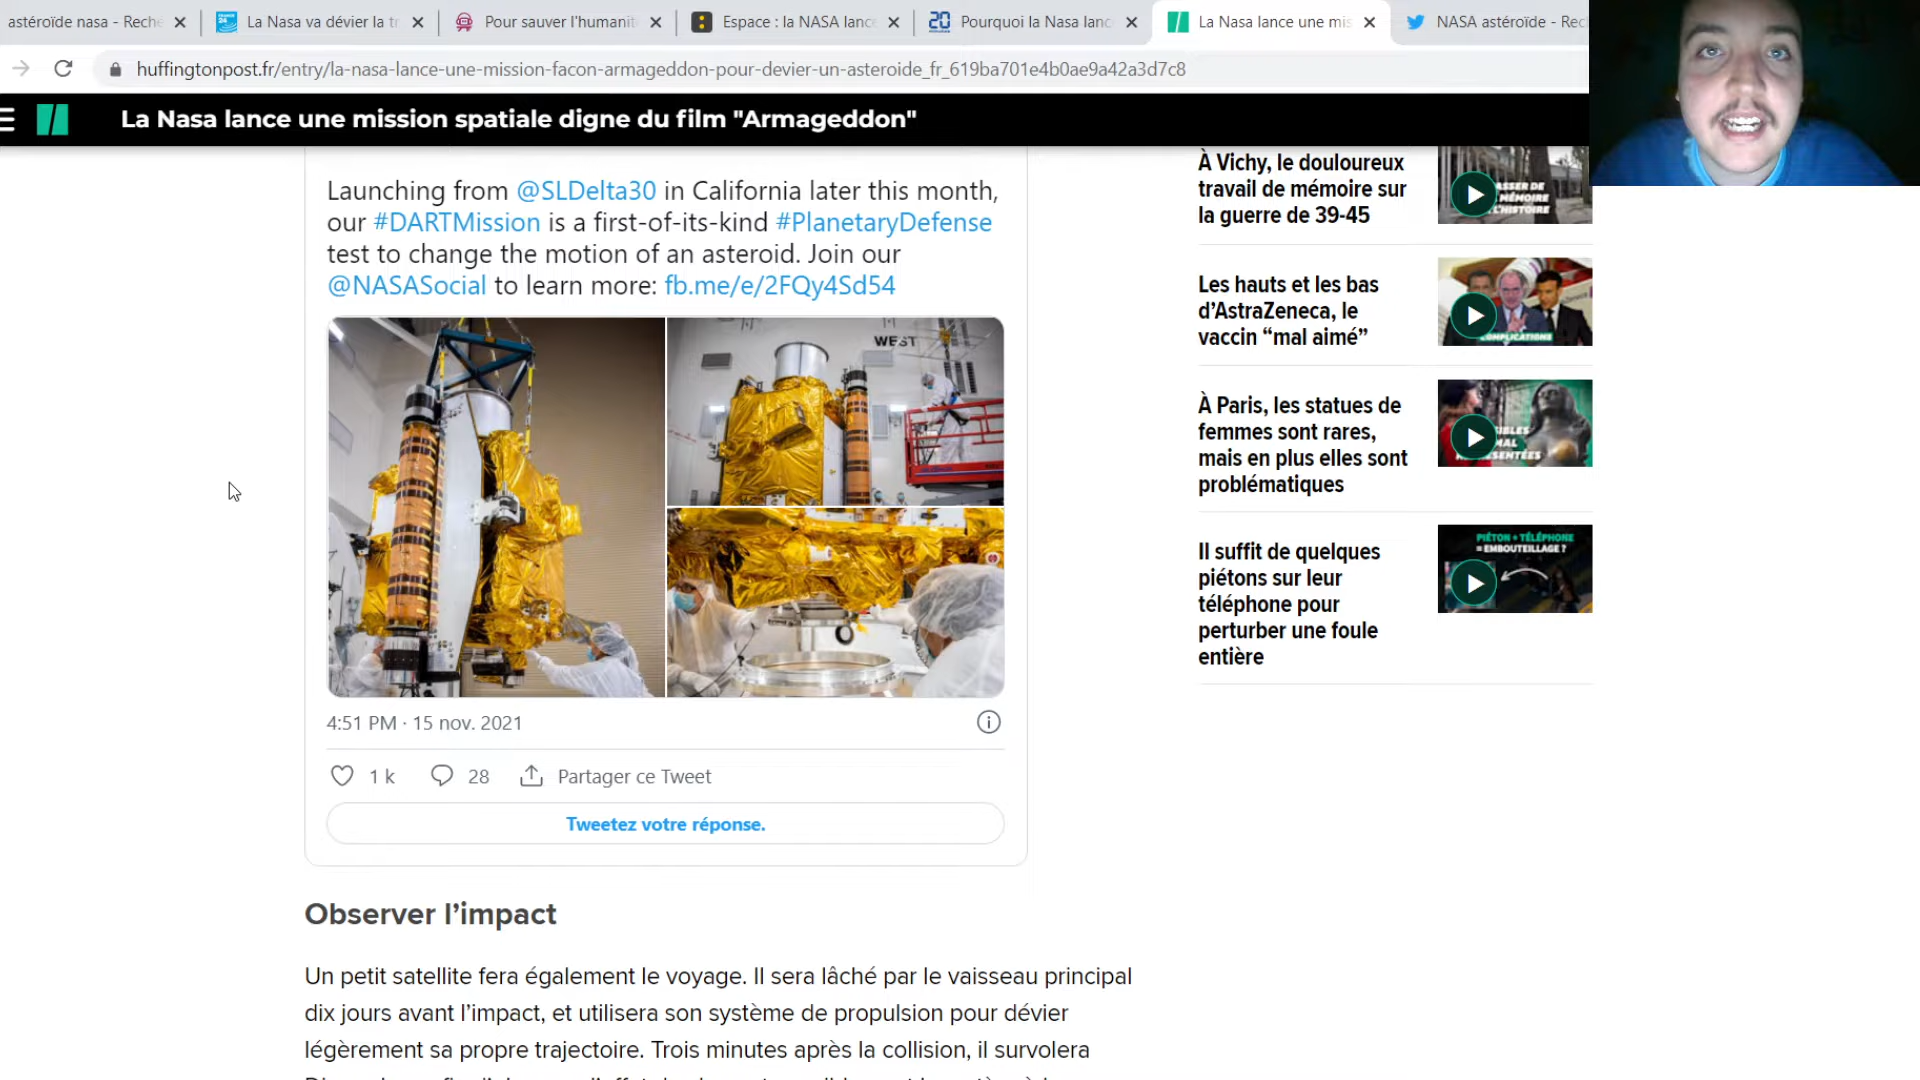 astéroïde nasa - Reche
La Nasa va dévier la tr
Pour sauver l'humanit
Espace : la NASA lance
20
Pourquoi la Nasa lanc
La Nasa lance une mis
NASA astéroïde - Rec
huffingtonpost.fr/entry/la-nasa-lance-une-mission-facon-armageddon-pour-devier-un-asteroide_fr_619ba701e4b0ae9a42a3d7c8
La Nasa lance une mission spatiale digne du film "Armageddon"
Launching from @SLDelta30 in California later this month,
our #DARTMission is a first-of-its-kind #PlanetaryDefense
test to change the motion of an asteroid. Join our
@NASASocial to learn more: fb.me/e/2FQy4Sd54
WEST
4:51 PM · 15 nov. 2021
1 k
28
Partager ce Tweet
Tweetez votre réponse.
Observer l’impact
Un petit satellite fera également le voyage. Il sera lâché par le vaisseau principal
dix jours avant l’impact, et utilisera son système de propulsion pour dévier
légèrement sa propre trajectoire. Trois minutes après la collision, il survolera
À Vichy, le douloureux
travail de mémoire sur
la guerre de 39-45
ASSER DE
MÉMOIRE
L'HISTOIRE
Les hauts et les bas
d’AstraZeneca, le
vaccin “mal aimé”
COMPLICATIONS
À Paris, les statues de
femmes sont rares,
mais en plus elles sont
problématiques
SIBLES
MAL
Il suffit de quelques
piétons sur leur
téléphone pour
perturber une foule
entière
PIÉTON + TÉLÉPHONE
= EMBOUTEILLAGE ?